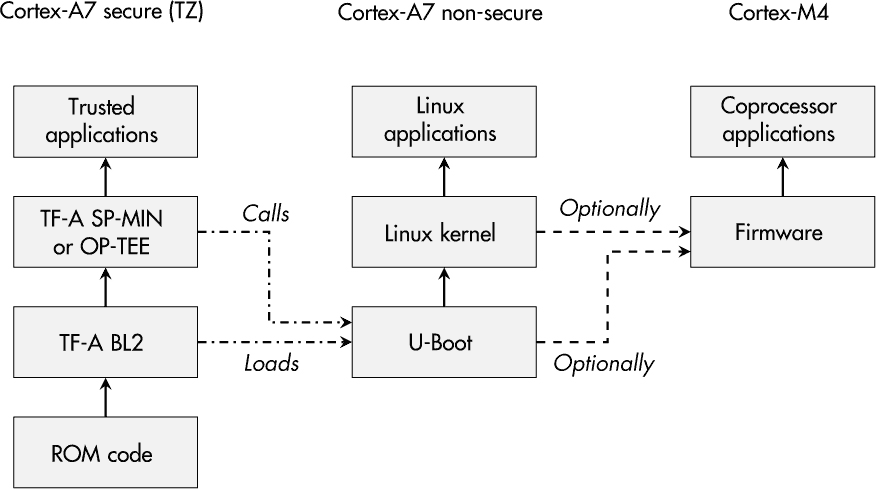 Cortex-A7 secure (TZ)
Cortex-A7 non-secure
Cortex-M4
Trusted
applications
Linux
applications
Coprocessor
applications
TF-A SP-MIN
or OP-TEE
Calls
Linux kernel
Optionally
Firmware
TF-A BL2
Loads
U-Boot
Optionally
ROM code